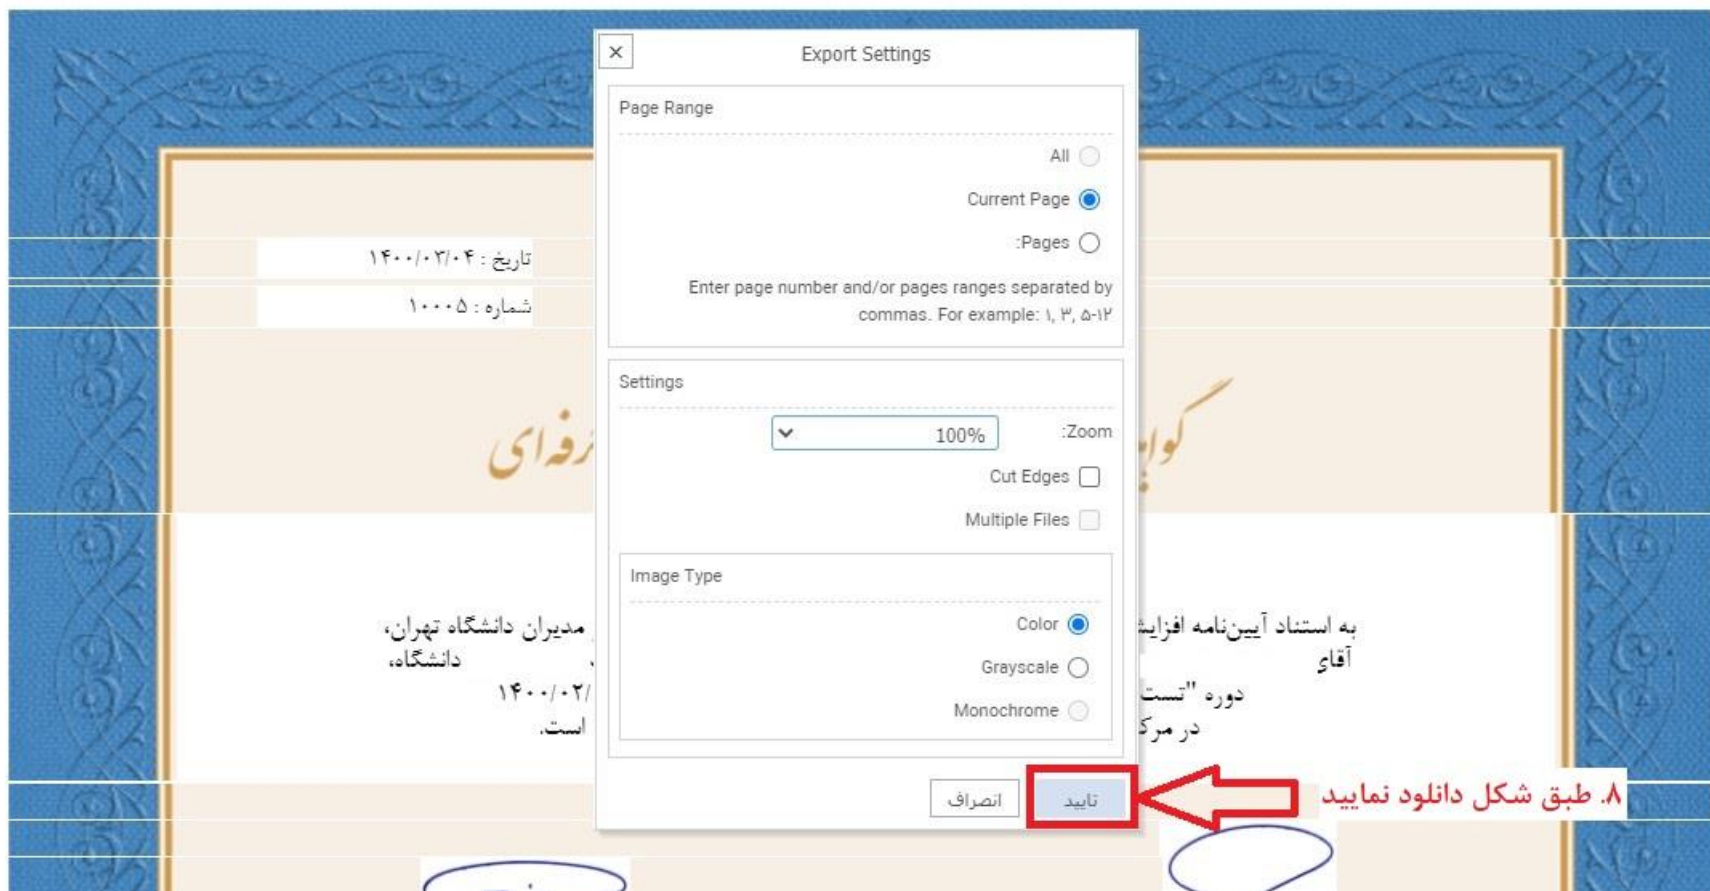 Export Settings
Page Range
All
Current Page
:Pages
Enter page number and/or pages ranges separated by
commas. For example: ۱, ۳, ۵-۱۲
Settings
:Zoom
100%
Cut Edges
Multiple Files
Image Type
Color
Grayscale
Monochrome
تایید
انصراف
۸. طبق شکل دانلود نمایید
تاریخ : ۱۴۰۰/۰۳/۰۴
شماره : ۱۰۰۰۵
به استناد آیین‌نامه افزایش مدیران دانشگاه تهران،
آقای دانشگاه،
دوره "تست /۱۴۰۰/۰۲
در مرک است.